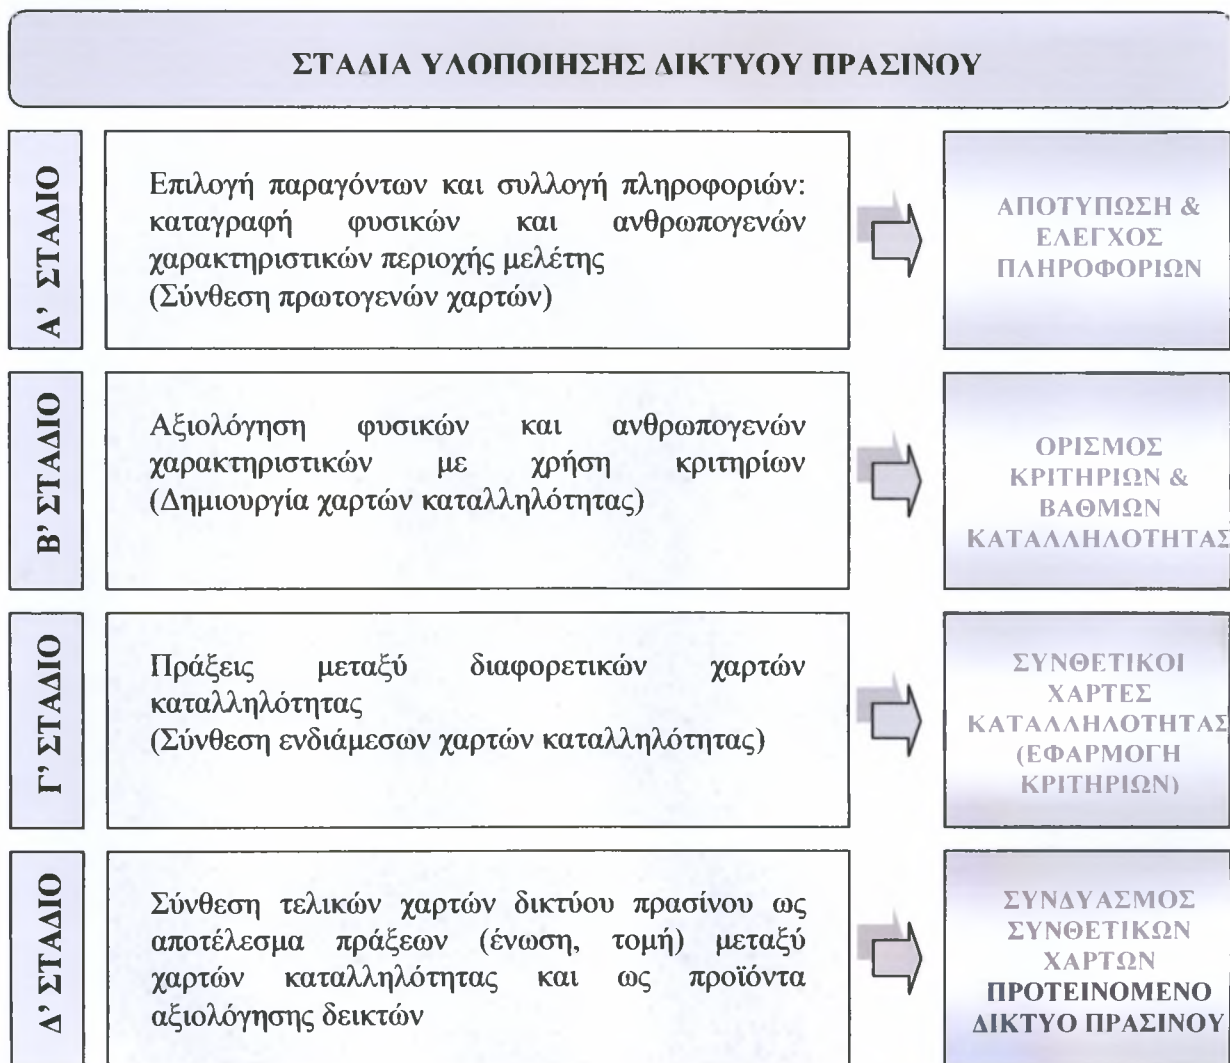 ΣΤΑΔΙΑ ΥΛΟΠΟΙΗΣΗΣ ΔΙΚΤΥΟΥ ΠΡΑΣΙΝΟΥ
Α’ ΣΤΑΔΙΟ
Επιλογή παραγόντων και συλλογή πληροφοριών:
καταγραφή φυσικών και ανθρωπογενών
χαρακτηριστικών περιοχής μελέτης
(Σύνθεση πρωτογενών χαρτών)
ΑΠΟΤΥΠΩΣΗ &
ΕΛΕΓΧΟΣ
ΠΛΗΡΟΦΟΡΙΩΝ
Β’ ΣΤΑΔΙΟ
Αξιολόγηση φυσικών και ανθρωπογενών
χαρακτηριστικών με χρήση κριτηρίων
(Δημιουργία χαρτών καταλληλότητας)
ΟΡΙΣΜΟΣ
ΚΡΙΤΗΡΙΩΝ &
ΒΑΘΜΩΝ
ΚΑΤΑΛΛΗΛΟΤΗΤΑΣ
Γ’ ΣΤΑΔΙΟ
Πράξεις μεταξύ διαφορετικών χαρτών
καταλληλότητας
(Σύνθεση ενδιάμεσων χαρτών καταλληλότητας)
ΣΥΝΘΕΤΙΚΟΙ
ΧΑΡΤΕΣ
ΚΑΤΑΛΛΗΛΟΤΗΤΑΣ
(ΕΦΑΡΜΟΓΗ
ΚΡΙΤΗΡΙΩΝ)
Δ’ ΣΤΑΔΙΟ
Σύνθεση τελικών χαρτών δικτύου πρασίνου ως
αποτέλεσμα πράξεων (ένωση, τομή) μεταξύ
χαρτών καταλληλότητας και ως προϊόντα
αξιολόγησης δεικτών
ΣΥΝΔΥΑΣΜΟΣ
ΣΥΝΘΕΤΙΚΩΝ
ΧΑΡΤΩΝ
ΠΡΟΤΕΙΝΟΜΕΝΟ
ΔΙΚΤΥΟ ΠΡΑΣΙΝΟΥ